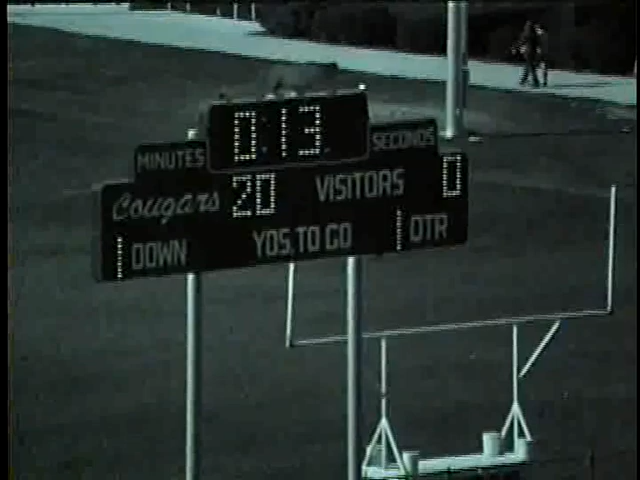 0:13
MINUTES SECONDS
Cougars 20 VISITORS 0
1 DOWN YDS. TO GO 1 QTR